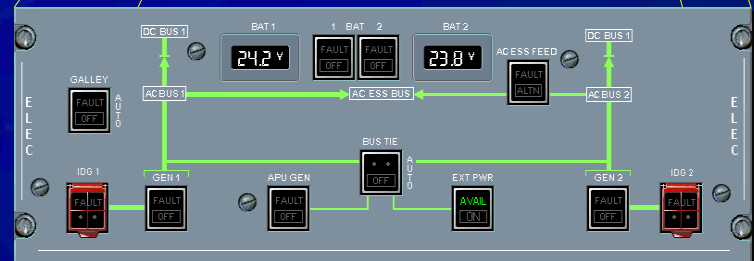 DC BUS 1
BAT 1
1 BAT 2
BAT 2
DC BUS 1
24.2 V
FAULT
OFF
FAULT
OFF
23.8 V
AC ESS FEED
FAULT
ALTN
GALLEY
FAULT
OFF
AUTO
AC BUS 1
AC ESS BUS
AC BUS 2
ELEC
ELEC
BUS TIE
OFF
AUTO
IDG 1
FAULT
GEN 1
FAULT
OFF
APU GEN
FAULT
OFF
EXT PWR
AVAIL
ON
GEN 2
FAULT
OFF
IDG 2
FAULT